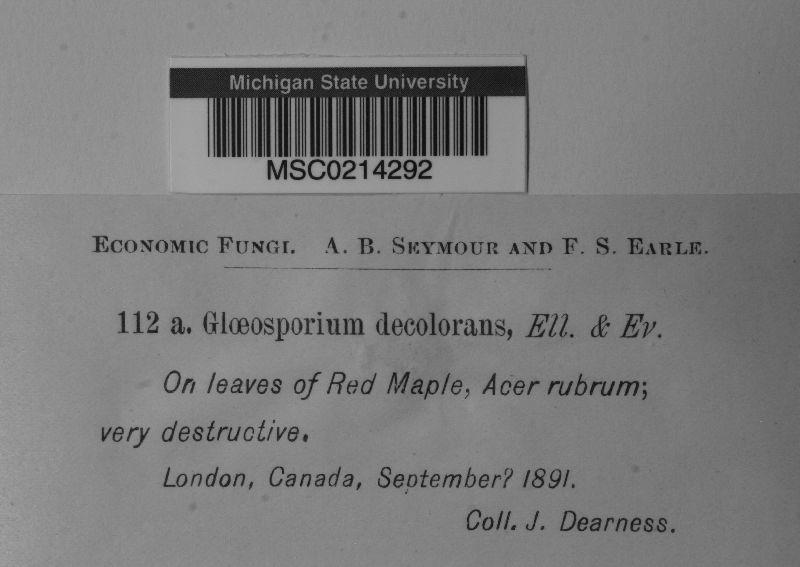 Michigan State University
MSC0214292
ECONOMIC FUNGI. A. B. SEYMOUR AND F. S. EARLE.
112 a. Glœosporium decolorans, Ell. & Ev.
On leaves of Red Maple, Acer rubrum;
very destructive.
London, Canada, September? 1891.
Coll. J. Dearness.